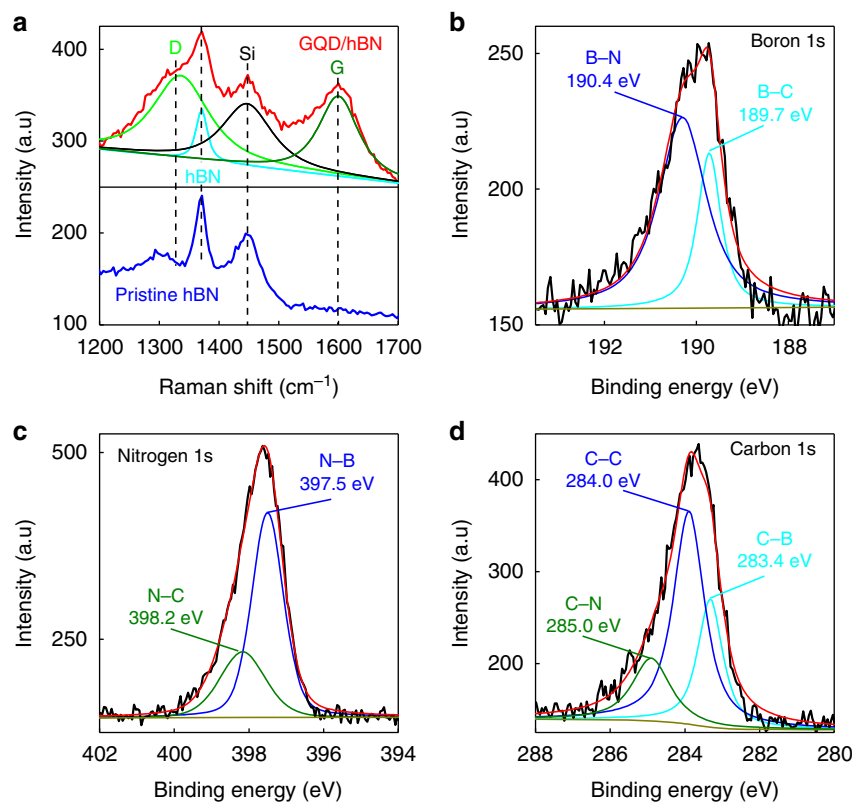 a
D
Si
GQD/hBN
G
hBN
Pristine hBN
400
300
200
100
Intensity (a.u)
1200 1300 1400 1500 1600 1700
Raman shift (cm⁻¹)
b
Boron 1s
B–N
190.4 eV
B–C
189.7 eV
250
200
150
Intensity (a.u)
192 190 188
Binding energy (eV)
c
Nitrogen 1s
N–B
397.5 eV
N–C
398.2 eV
500
250
Intensity (a.u)
402 400 398 396 394
Binding energy (eV)
d
Carbon 1s
C–C
284.0 eV
C–B
283.4 eV
C–N
285.0 eV
400
300
200
Intensity (a.u)
288 286 284 282 280
Binding energy (eV)